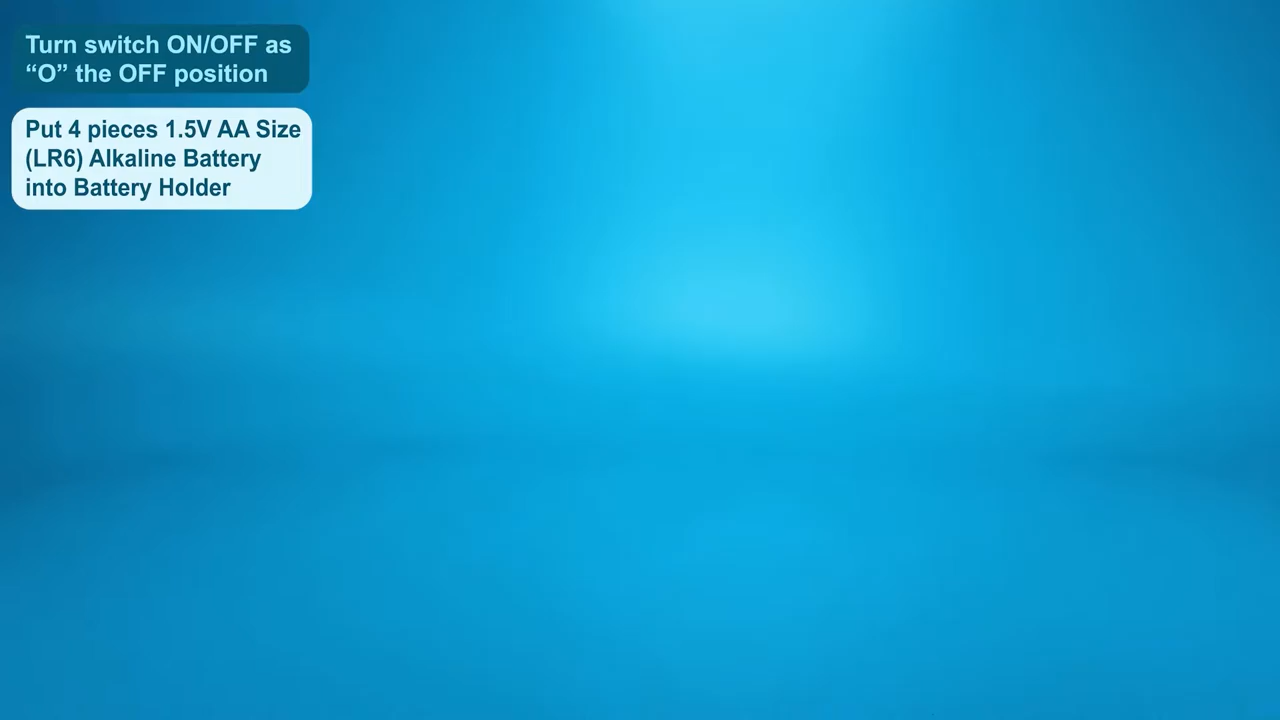 Turn switch ON/OFF as
“O” the OFF position
Put 4 pieces 1.5V AA Size
(LR6) Alkaline Battery
into Battery Holder